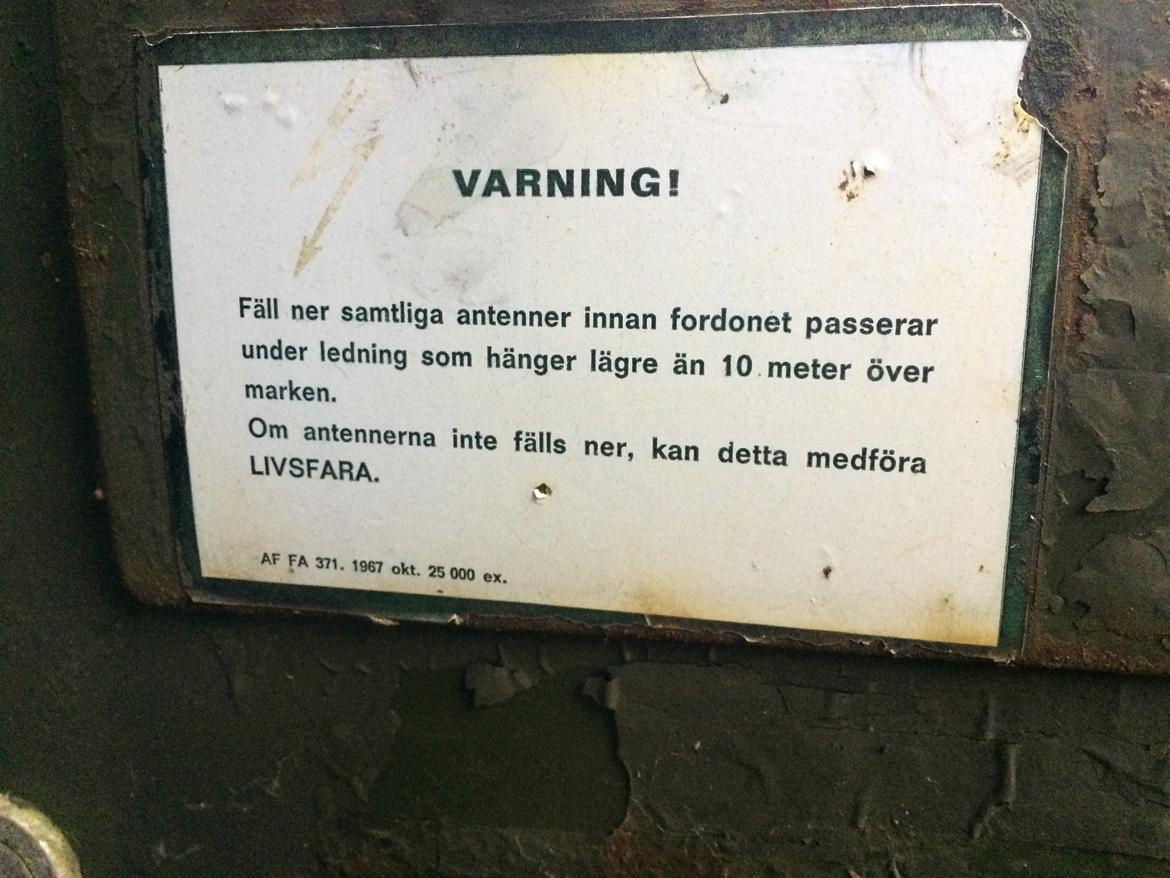 VARNING!
Fäll ner samtliga antenner innan fordonet passerar
under ledning som hänger lägre än 10 meter över
marken.
Om antennerna inte fälls ner, kan detta medföra
LIVSFARA.
AF FA 371. 1967 okt. 25 000 ex.